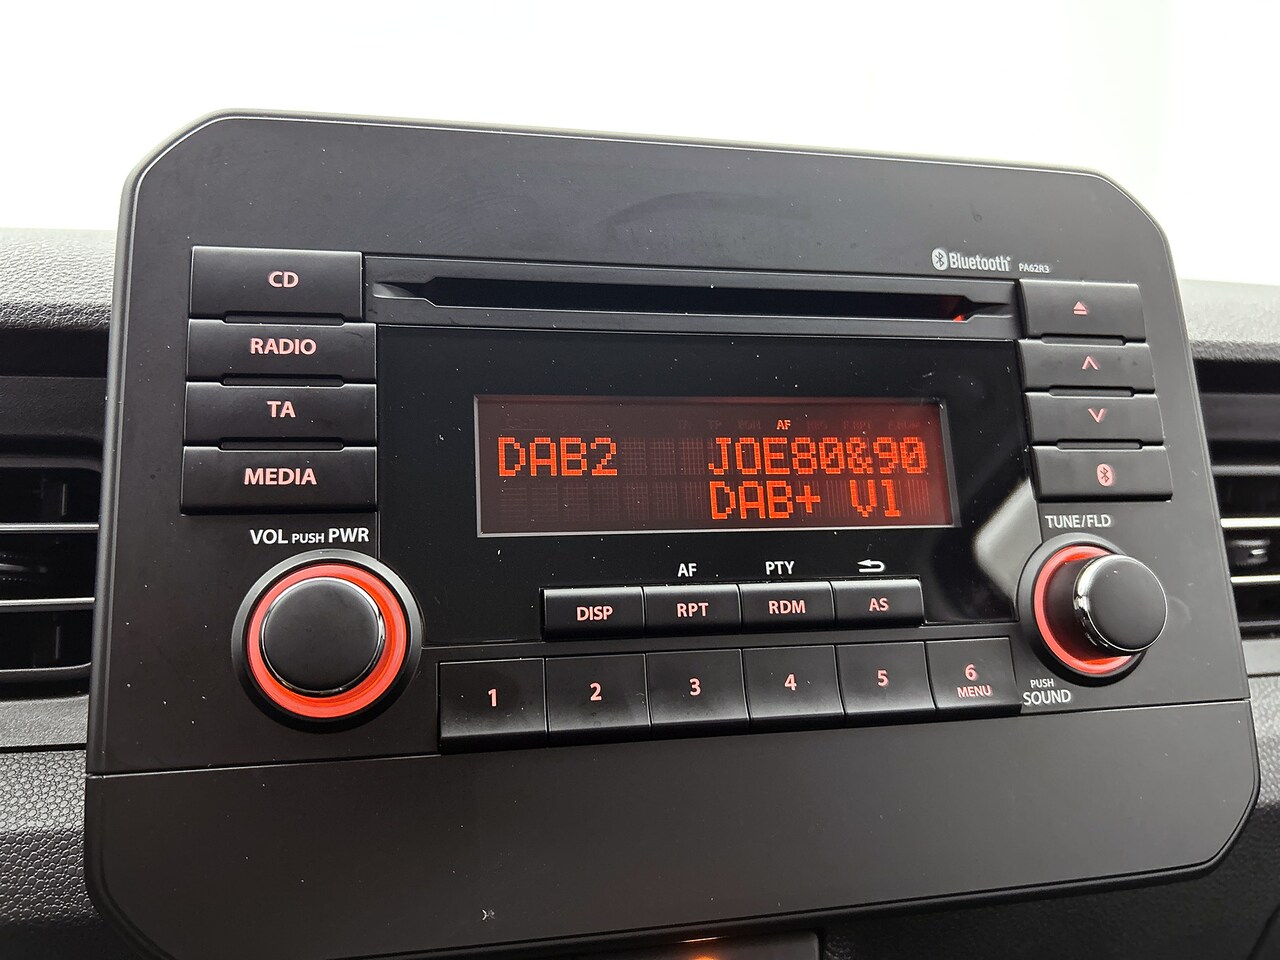 Bluetooth PA62R3
CD
RADIO
TA
MEDIA
AF
DAB2 JOE80&90
DAB+ V1
VOL PUSH PWR
TUNE/FLD
AF PTY
DISP RPT RDM AS
1 2 3 4 5 6
MENU
PUSH
SOUND